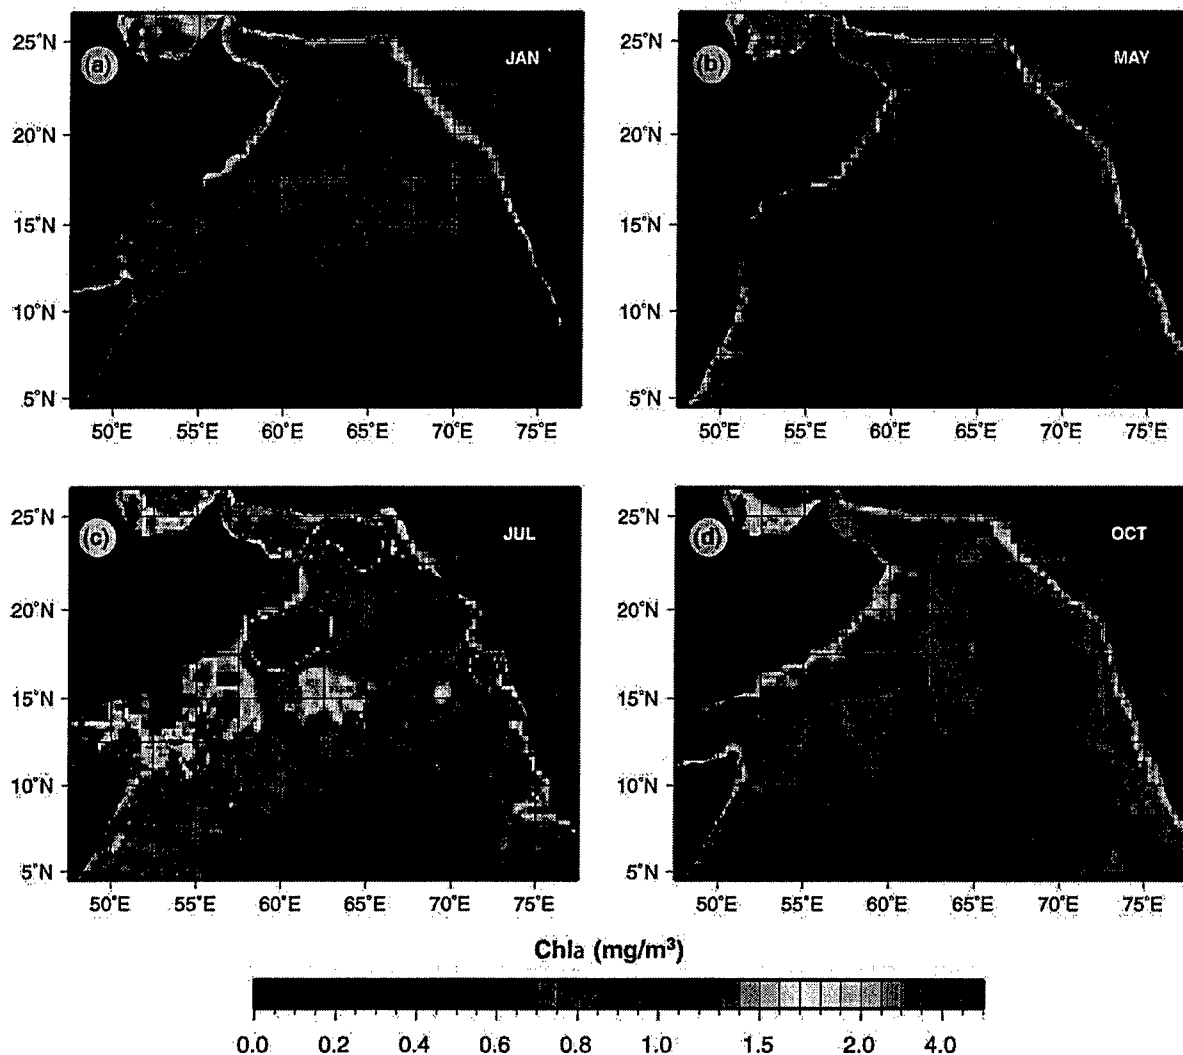 25°N
20°N
15°N
10°N
5°N
(a)
JAN
50°E 55°E 60°E 65°E 70°E 75°E
25°N
20°N
15°N
10°N
5°N
(b)
MAY
50°E 55°E 60°E 65°E 70°E 75°E
25°N
20°N
15°N
10°N
5°N
(c)
JUL
50°E 55°E 60°E 65°E 70°E 75°E
25°N
20°N
15°N
10°N
5°N
(d)
OCT
50°E 55°E 60°E 65°E 70°E 75°E
Chla (mg/m³)
0.0 0.2 0.4 0.6 0.8 1.0 1.5 2.0 4.0